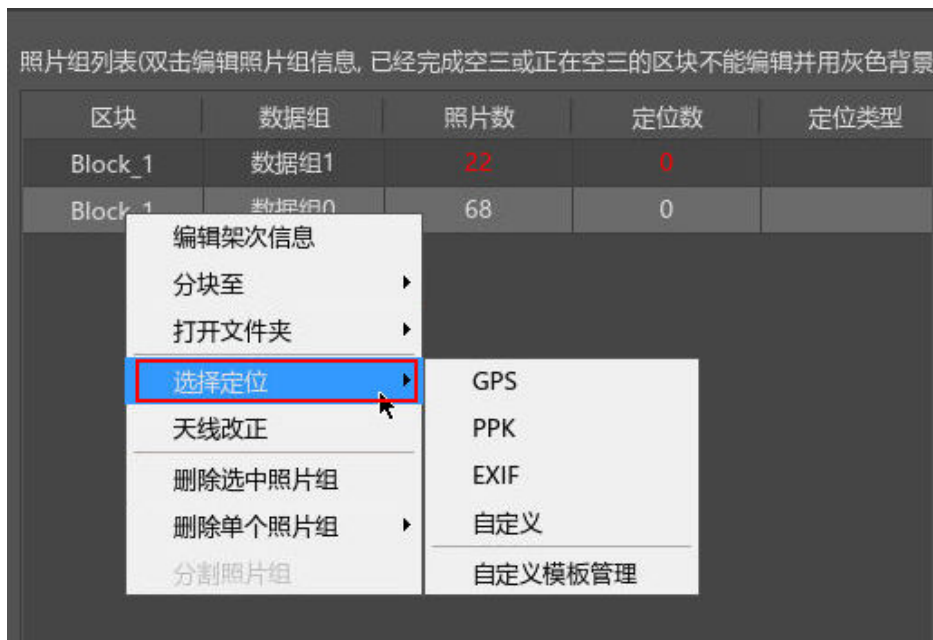 照片组列表(双击编辑照片组信息, 已经完成空三或正在空三的区块不能编辑并用灰色背景
区块 数据组 照片数 定位数 定位类型
Block_1 数据组1 22 0
Block_1 数据组0 68 0
编辑架次信息
分块至
打开文件夹
选择定位
天线改正
删除选中照片组
删除单个照片组
分割照片组
GPS
PPK
EXIF
自定义
自定义模板管理